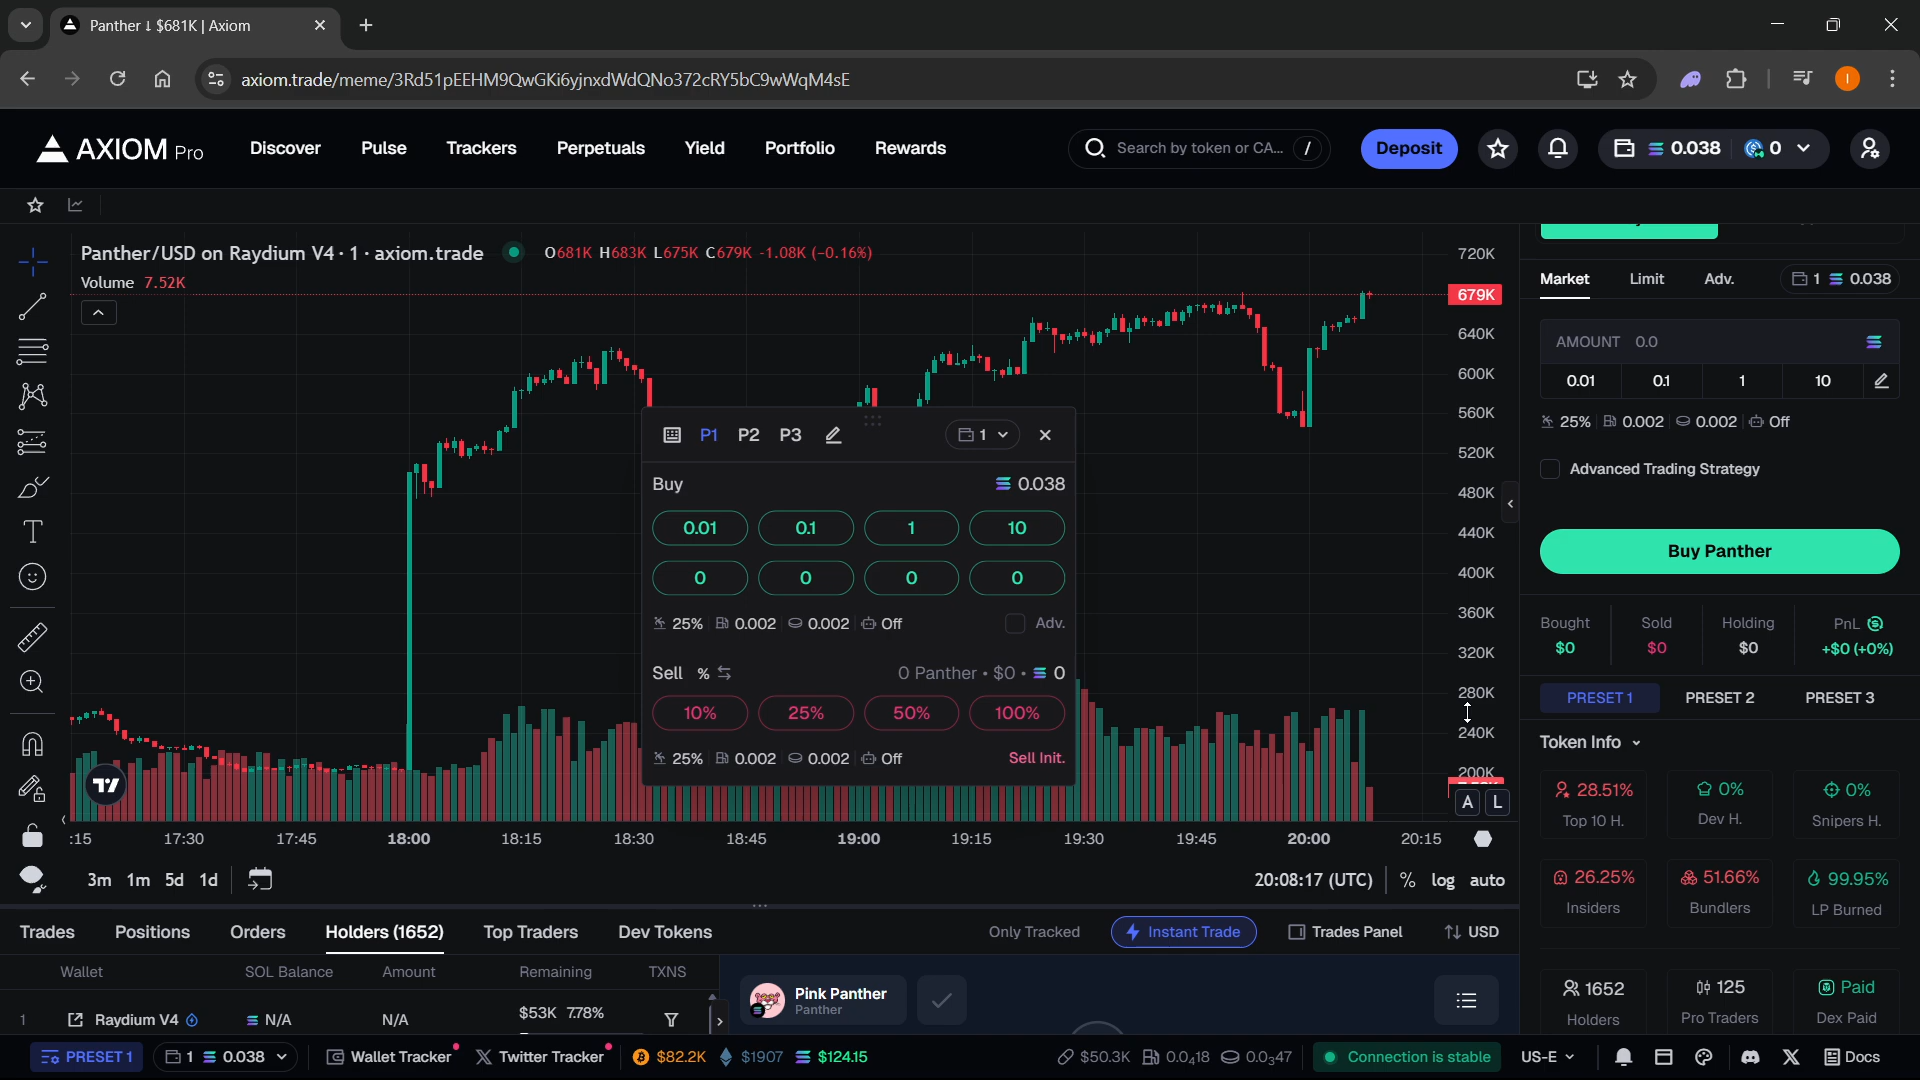 Panther ↓ $681K | Axiom
axiom.trade/meme/3Rd51pEEHM9QwGKi6yjnxdWdQNo372cRY5bC9wWqM4sE
AXIOM Pro
Discover Pulse Trackers Perpetuals Yield Portfolio Rewards
Search by token or CA... /
Deposit
0.038 0
Panther/USD on Raydium V4 · 1 · axiom.trade O681K H683K L675K C679K -1.08K (-0.16%)
Volume 7.52K
720K
679K
640K
600K
560K
520K
480K
440K
400K
360K
320K
280K
240K
200K
A L
P1 P2 P3 1
Buy 0.038
0.01 0.1 1 10
0 0 0 0
25% 0.002 0.002 Off Adv.
Sell % 0 Panther • $0 • 0
10% 25% 50% 100%
25% 0.002 0.002 Off Sell Init.
:15 17:30 17:45 18:00 18:15 18:30 18:45 19:00 19:15 19:30 19:45 20:00 20:15
3m 1m 5d 1d
20:08:17 (UTC) % log auto
Market Limit Adv. 1 0.038
AMOUNT 0.0
0.01 0.1 1 10
25% 0.002 0.002 Off
Advanced Trading Strategy
Buy Panther
Bought Sold Holding PnL
$0 $0 $0 +$0 (+0%)
PRESET 1 PRESET 2 PRESET 3
Token Info
28.51% 0% 0%
Top 10 H. Dev H. Snipers H.
26.25% 51.66% 99.95%
Insiders Bundlers LP Burned
1652 125 Paid
Holders Pro Traders Dex Paid
Trades Positions Orders Holders (1652) Top Traders Dev Tokens
Only Tracked Instant Trade Trades Panel USD
Wallet SOL Balance Amount Remaining TXNS
1 Raydium V4 N/A N/A $53K 7.78%
Pink Panther
Panther
PRESET 1 1 0.038 Wallet Tracker Twitter Tracker $82.2K $1907 $124.15
$50.3K 0.0₄18 0.0₃47 Connection is stable US-E Docs